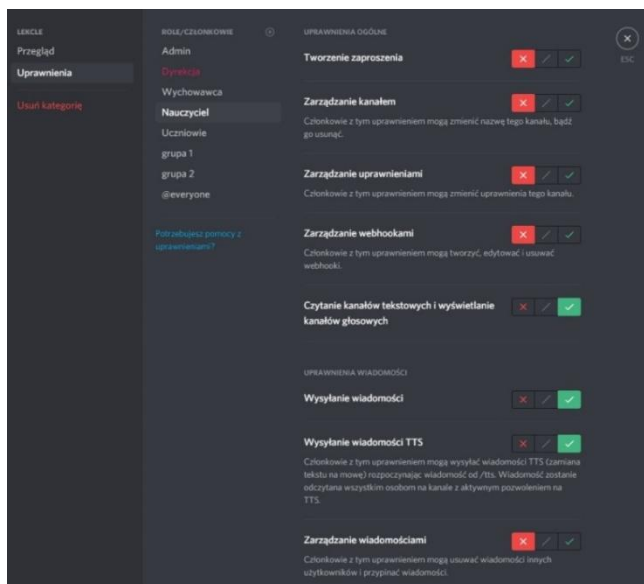 LEKCLE
Przegląd
Uprawnienia
Usuń kategorię
ROLE/CZŁONKOWIE
Admin
Dyrekcja
Wychowawca
Nauczyciel
Uczniowie
grupa 1
grupa 2
@everyone
Potrzebujesz pomocy z
uprawnieniami?
UPRAWNIENIA OGÓLNE
Tworzenie zaproszenia
Zarządzanie kanałem
Członkowie z tym uprawnieniem mogą zmienić nazwę tego kanału, bądź
go usunąć.
Zarządzanie uprawnieniami
Członkowie z tym uprawnieniem mogą zmienić uprawnienia tego kanału.
Zarządzanie webhookami
Członkowie z tym uprawnieniem mogą tworzyć, edytować i usuwać
webhooki.
Czytanie kanałów tekstowych i wyświetlanie
kanałów głosowych
UPRAWNIENIA WIADOMOŚCI
Wysyłanie wiadomości
Wysyłanie wiadomości TTS
Członkowie z tym uprawnieniem mogą wysyłać wiadomości TTS (zamiana
tekstu na mowę) rozpoczynając wiadomość od /tts. Wiadomość zostanie
odczytana wszystkim osobom na kanale z aktywnym pozwoleniem na
TTS.
Zarządzanie wiadomościami
Członkowie z tym uprawnieniem mogą usuwać wiadomości innych
użytkowników i przypinać wiadomości.
ESC